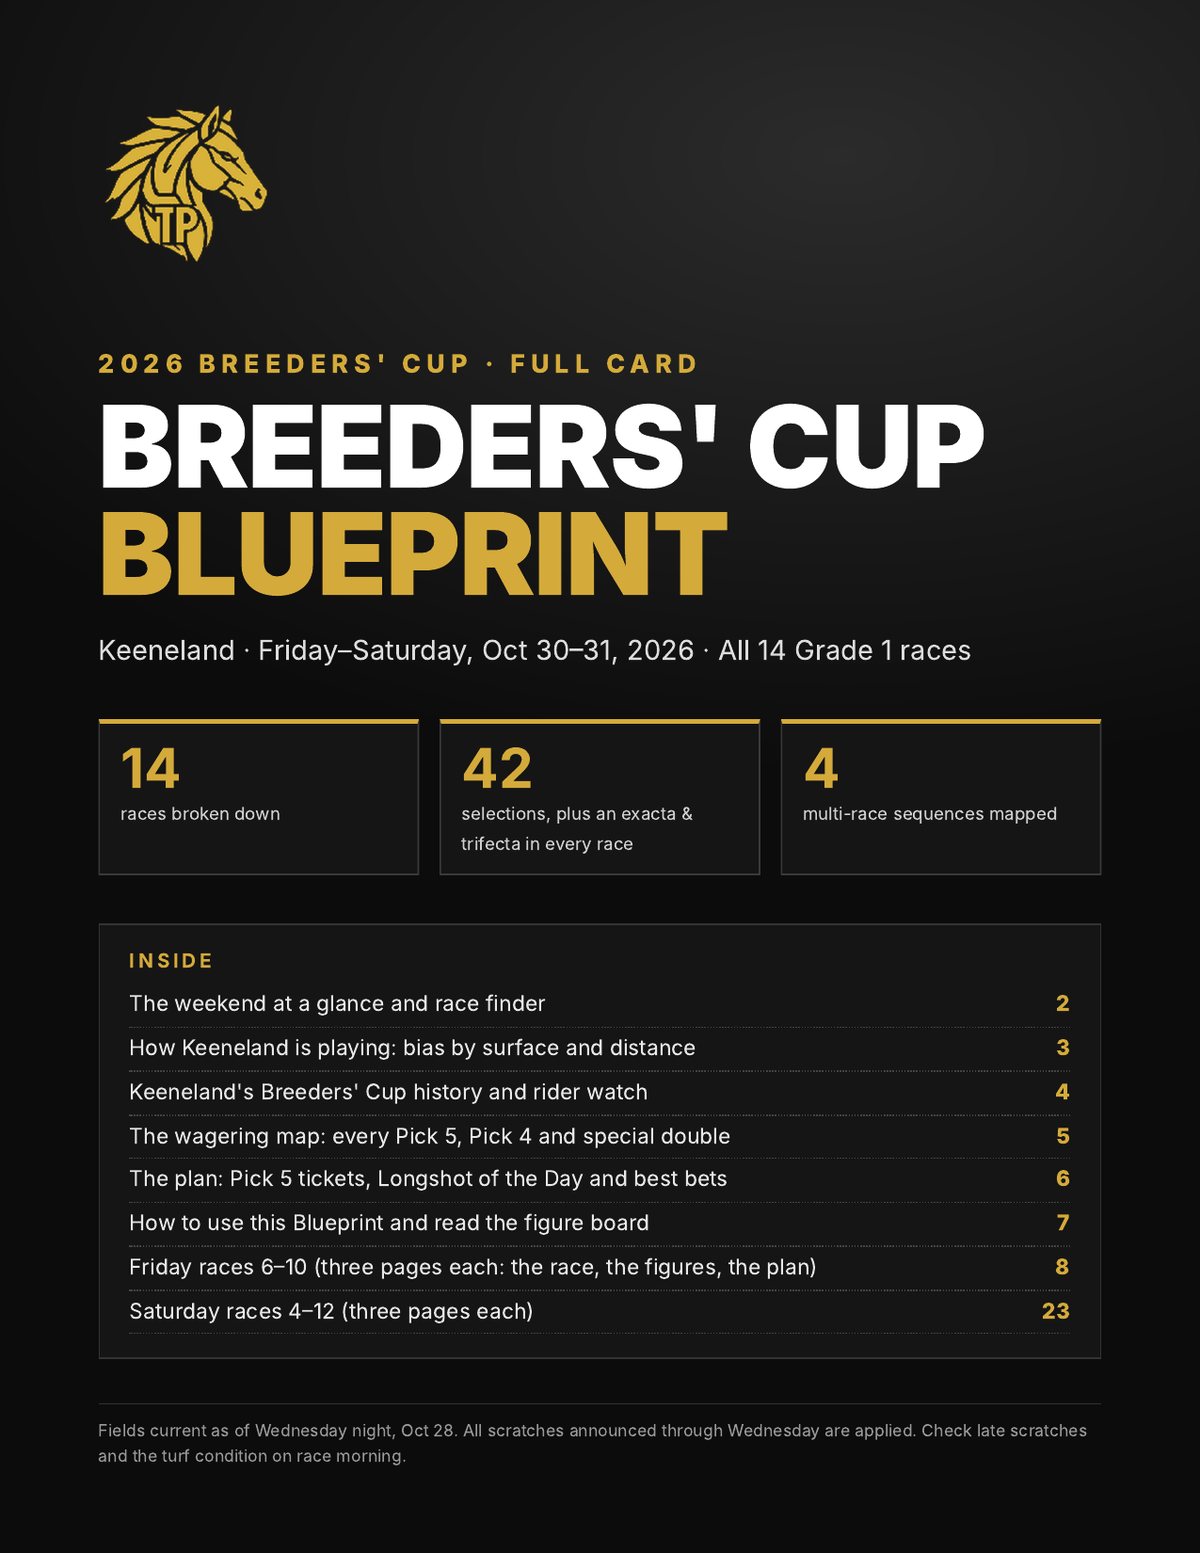 TP
2026 BREEDERS' CUP · FULL CARD
BREEDERS' CUP
BLUEPRINT
Keeneland · Friday–Saturday, Oct 30–31, 2026 · All 14 Grade 1 races
14
races broken down
42
selections, plus an exacta &
trifecta in every race
4
multi-race sequences mapped
INSIDE
The weekend at a glance and race finder 2
How Keeneland is playing: bias by surface and distance 3
Keeneland's Breeders' Cup history and rider watch 4
The wagering map: every Pick 5, Pick 4 and special double 5
The plan: Pick 5 tickets, Longshot of the Day and best bets 6
How to use this Blueprint and read the figure board 7
Friday races 6–10 (three pages each: the race, the figures, the plan) 8
Saturday races 4–12 (three pages each) 23
Fields current as of Wednesday night, Oct 28. All scratches announced through Wednesday are applied. Check late scratches
and the turf condition on race morning.